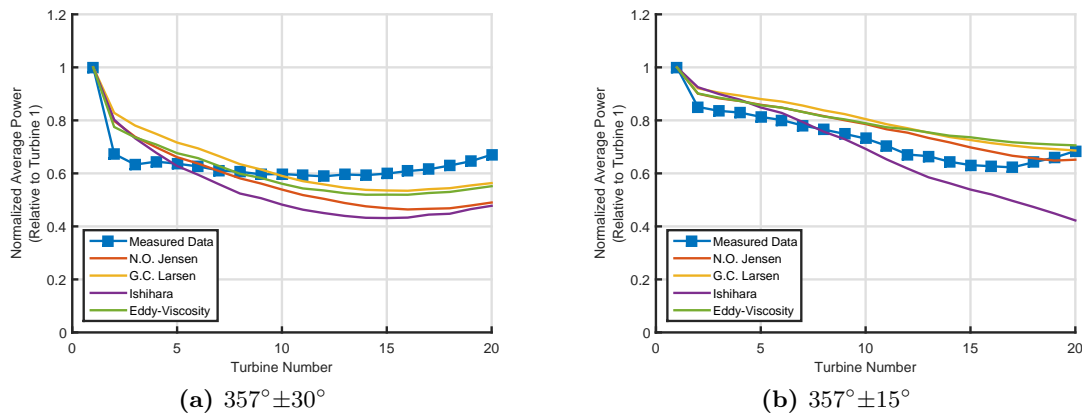 1.2
1
0.8
0.6
0.4
0.2
0
Normalized Average Power
(Relative to Turbine 1)
Measured Data
N.O. Jensen
G.C. Larsen
Ishihara
Eddy-Viscosity
0 5 10 15 20
Turbine Number
(a) 357°±30°
1.2
1
0.8
0.6
0.4
0.2
0
Normalized Average Power
(Relative to Turbine 1)
Measured Data
N.O. Jensen
G.C. Larsen
Ishihara
Eddy-Viscosity
0 5 10 15 20
Turbine Number
(b) 357°±15°